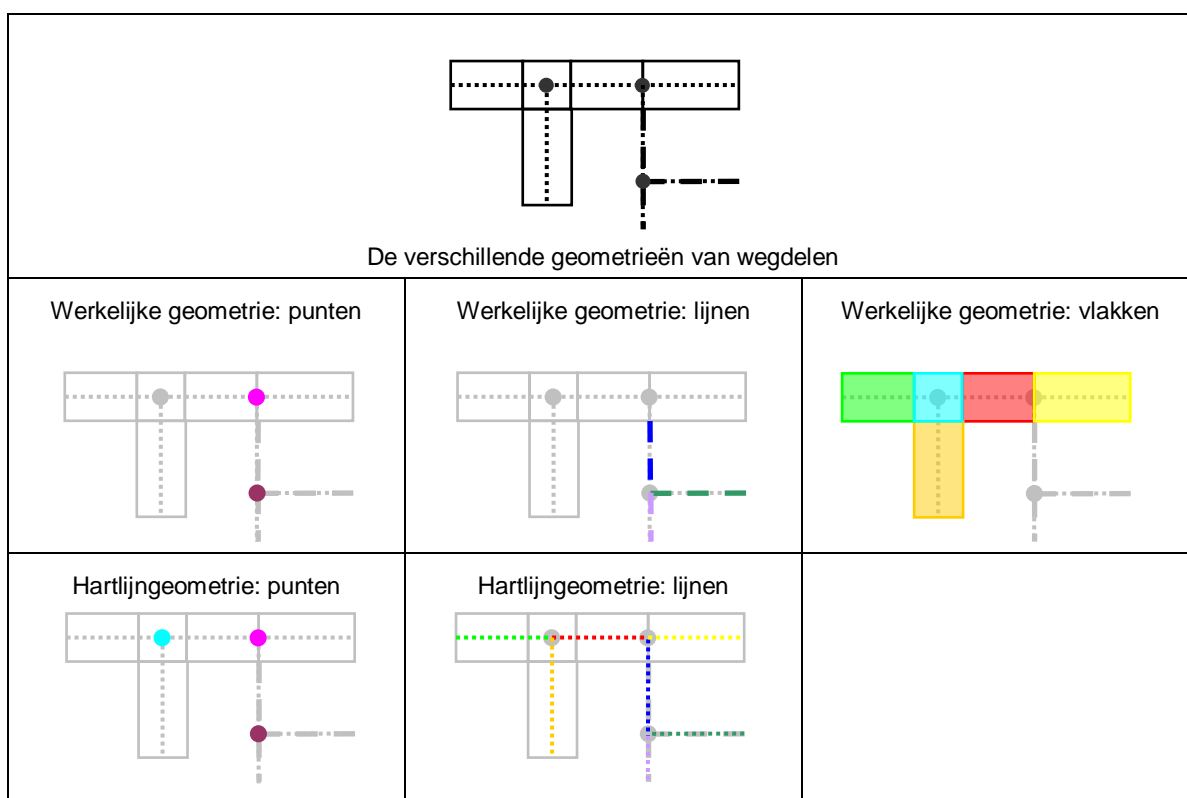 De verschillende geometrieën van wegdelen
Werkelijke geometrie: punten
Werkelijke geometrie: lijnen
Werkelijke geometrie: vlakken
Hartlijngeometrie: punten
Hartlijngeometrie: lijnen